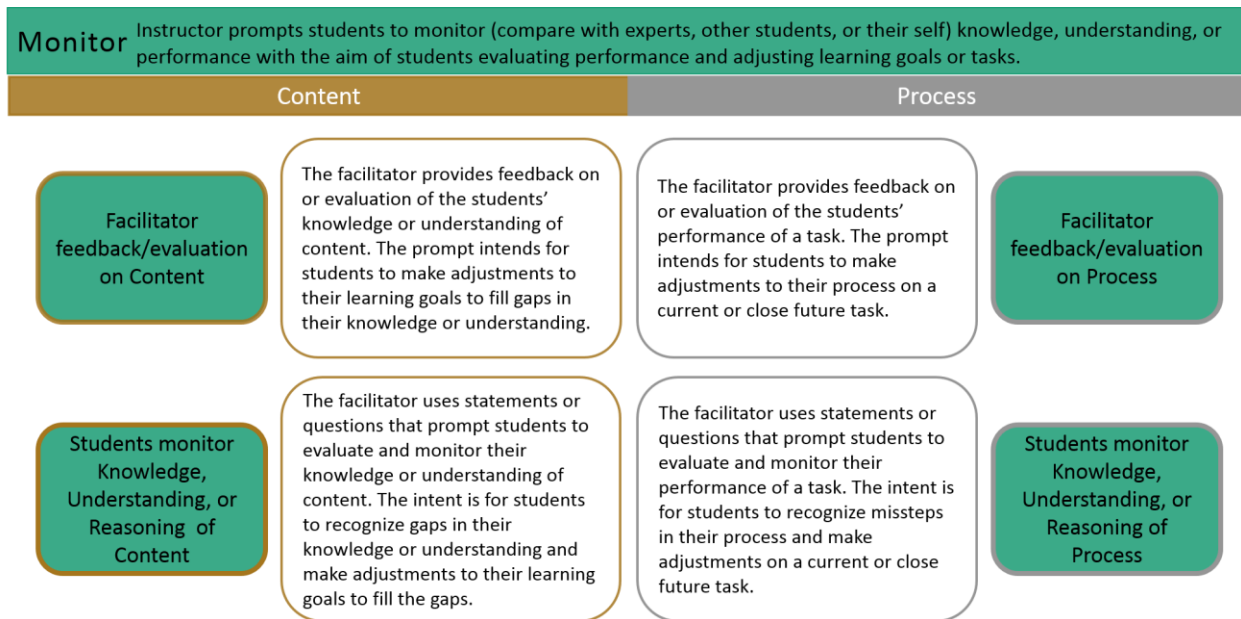 Monitor
Instructor prompts students to monitor (compare with experts, other students, or their self) knowledge, understanding, or
performance with the aim of students evaluating performance and adjusting learning goals or tasks.
Content
Process
Facilitator
feedback/evaluation
on Content
The facilitator provides feedback on
or evaluation of the students’
knowledge or understanding of
content. The prompt intends for
students to make adjustments to
their learning goals to fill gaps in
their knowledge or understanding.
The facilitator provides feedback on
or evaluation of the students’
performance of a task. The prompt
intends for students to make
adjustments to their process on a
current or close future task.
Facilitator
feedback/evaluation
on Process
Students monitor
Knowledge,
Understanding, or
Reasoning of
Content
The facilitator uses statements or
questions that prompt students to
evaluate and monitor their
knowledge or understanding of
content. The intent is for students
to recognize gaps in their
knowledge or understanding and
make adjustments to their learning
goals to fill the gaps.
The facilitator uses statements or
questions that prompt students to
evaluate and monitor their
performance of a task. The intent is
for students to recognize missteps
in their process and make
adjustments on a current or close
future task.
Students monitor
Knowledge,
Understanding, or
Reasoning of
Process